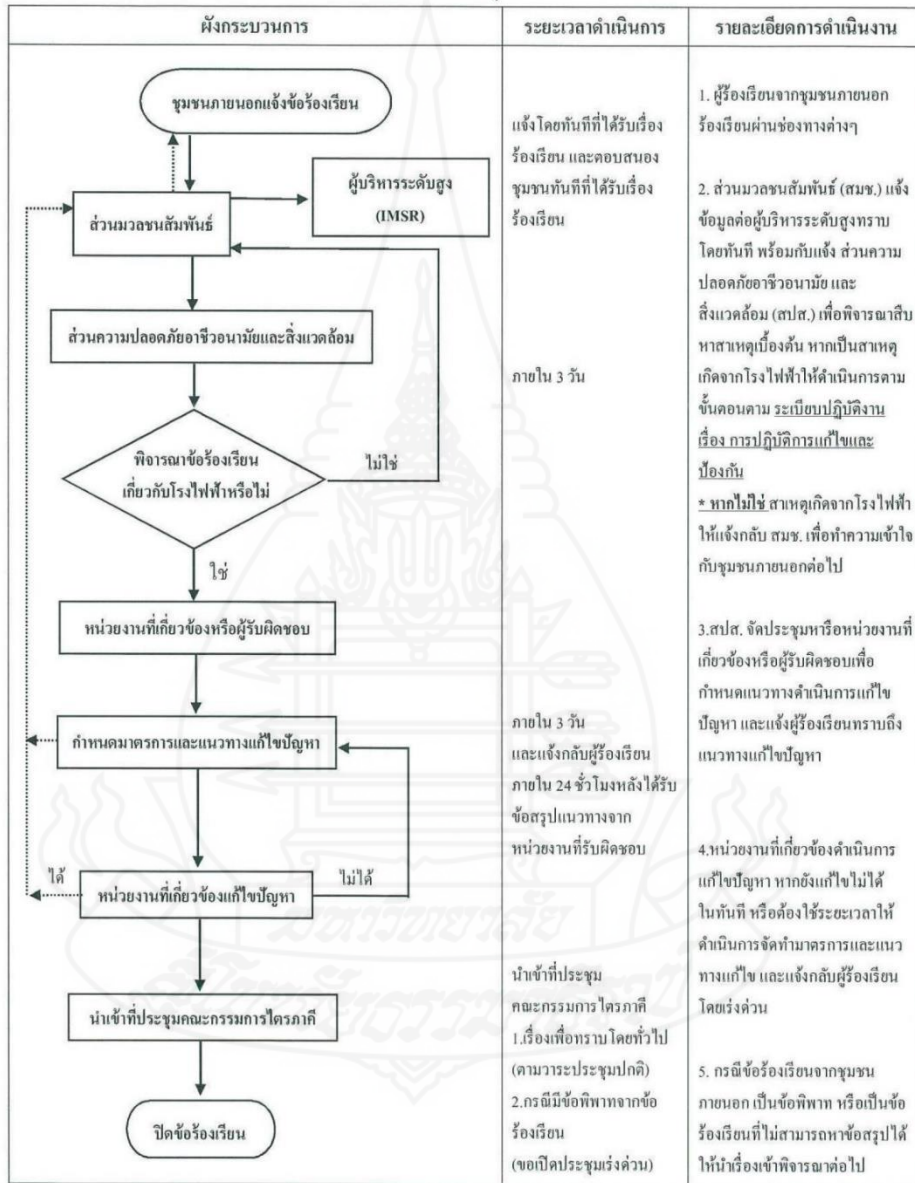 ผังกระบวนการ
ระยะเวลาดำเนินการ
รายละเอียดการดำเนินงาน
ชุมชนภายนอกแจ้งข้อร้องเรียน
ผู้บริหารระดับสูง
(IMSR)
ส่วนมวลชนสัมพันธ์
ส่วนความปลอดภัยอาชีวอนามัยและสิ่งแวดล้อม
พิจารณาข้อร้องเรียน
เกี่ยวกับโรงไฟฟ้าหรือไม่
ไม่ใช่
ใช่
หน่วยงานที่เกี่ยวข้องหรือผู้รับผิดชอบ
กำหนดมาตรการและแนวทางแก้ไขปัญหา
ได้
หน่วยงานที่เกี่ยวข้องแก้ไขปัญหา
ไม่ได้
นำเข้าที่ประชุมคณะกรรมการไตรภาคี
ปิดข้อร้องเรียน
แจ้งโดยทันทีที่ได้รับเรื่อง
ร้องเรียน และตอบสนอง
ชุมชนทันทีที่ได้รับเรื่อง
ร้องเรียน
ภายใน 3 วัน
ภายใน 3 วัน
และแจ้งกลับผู้ร้องเรียน
ภายใน 24 ชั่วโมงหลังได้รับ
ข้อสรุปแนวทางจาก
หน่วยงานที่รับผิดชอบ
นำเข้าที่ประชุม
คณะกรรมการไตรภาคี
1.เรื่องเพื่อทราบโดยทั่วไป
(ตามวาระประชุมปกติ)
2.กรณีมีข้อพิพาทจากข้อ
ร้องเรียน
(ขอเปิดประชุมเร่งด่วน)
1. ผู้ร้องเรียนจากชุมชนภายนอก
ร้องเรียนผ่านช่องทางต่างๆ
2. ส่วนมวลชนสัมพันธ์ (สมช.) แจ้ง
ข้อมูลต่อผู้บริหารระดับสูงทราบ
โดยทันที พร้อมกับแจ้ง ส่วนความ
ปลอดภัยอาชีวอนามัย และ
สิ่งแวดล้อม (สปส.) เพื่อพิจารณาสืบ
หาสาเหตุเบื้องต้น หากเป็นสาเหตุ
เกิดจากโรงไฟฟ้าให้ดำเนินการตาม
ขั้นตอนตาม ระเบียบปฏิบัติงาน
เรื่อง การปฏิบัติการแก้ไขและ
ป้องกัน
* หากไม่ใช่ สาเหตุเกิดจากโรงไฟฟ้า
ให้แจ้งกลับ สมช. เพื่อทำความเข้าใจ
กับชุมชนภายนอกต่อไป
3.สปส. จัดประชุมหารือหน่วยงานที่
เกี่ยวข้องหรือผู้รับผิดชอบเพื่อ
กำหนดแนวทางดำเนินการแก้ไข
ปัญหา และแจ้งผู้ร้องเรียนทราบถึง
แนวทางแก้ไขปัญหา
4.หน่วยงานที่เกี่ยวข้องดำเนินการ
แก้ไขปัญหา หากยังแก้ไขไม่ได้
ในทันที หรือต้องใช้ระยะเวลาให้
ดำเนินการจัดทำมาตรการและแนว
ทางแก้ไข และแจ้งกลับผู้ร้องเรียน
โดยเร่งด่วน
5. กรณีข้อร้องเรียนจากชุมชน
ภายนอก เป็นข้อพิพาท หรือเป็นข้อ
ร้องเรียนที่ไม่สามารถหาข้อสรุปได้
ให้นำเรื่องเข้าพิจารณาต่อไป
มหาวิทยาลัย
สุโขทัยธรรมาธิราช